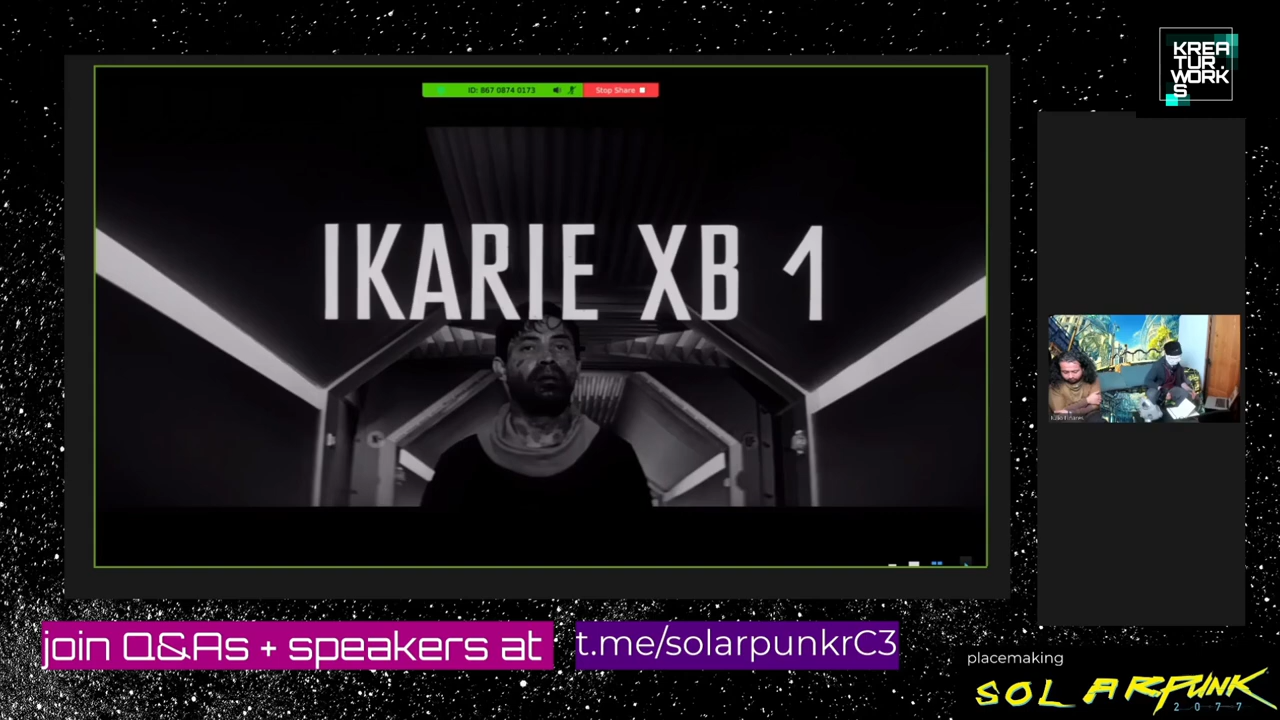 KREA
TUR.
WORK
S
ID: 867 0874 0173
Stop Share
IKARIE XB 1
join Q&As + speakers at
t.me/solarpunkrC3
placemaking
SOLARPUNK
2077